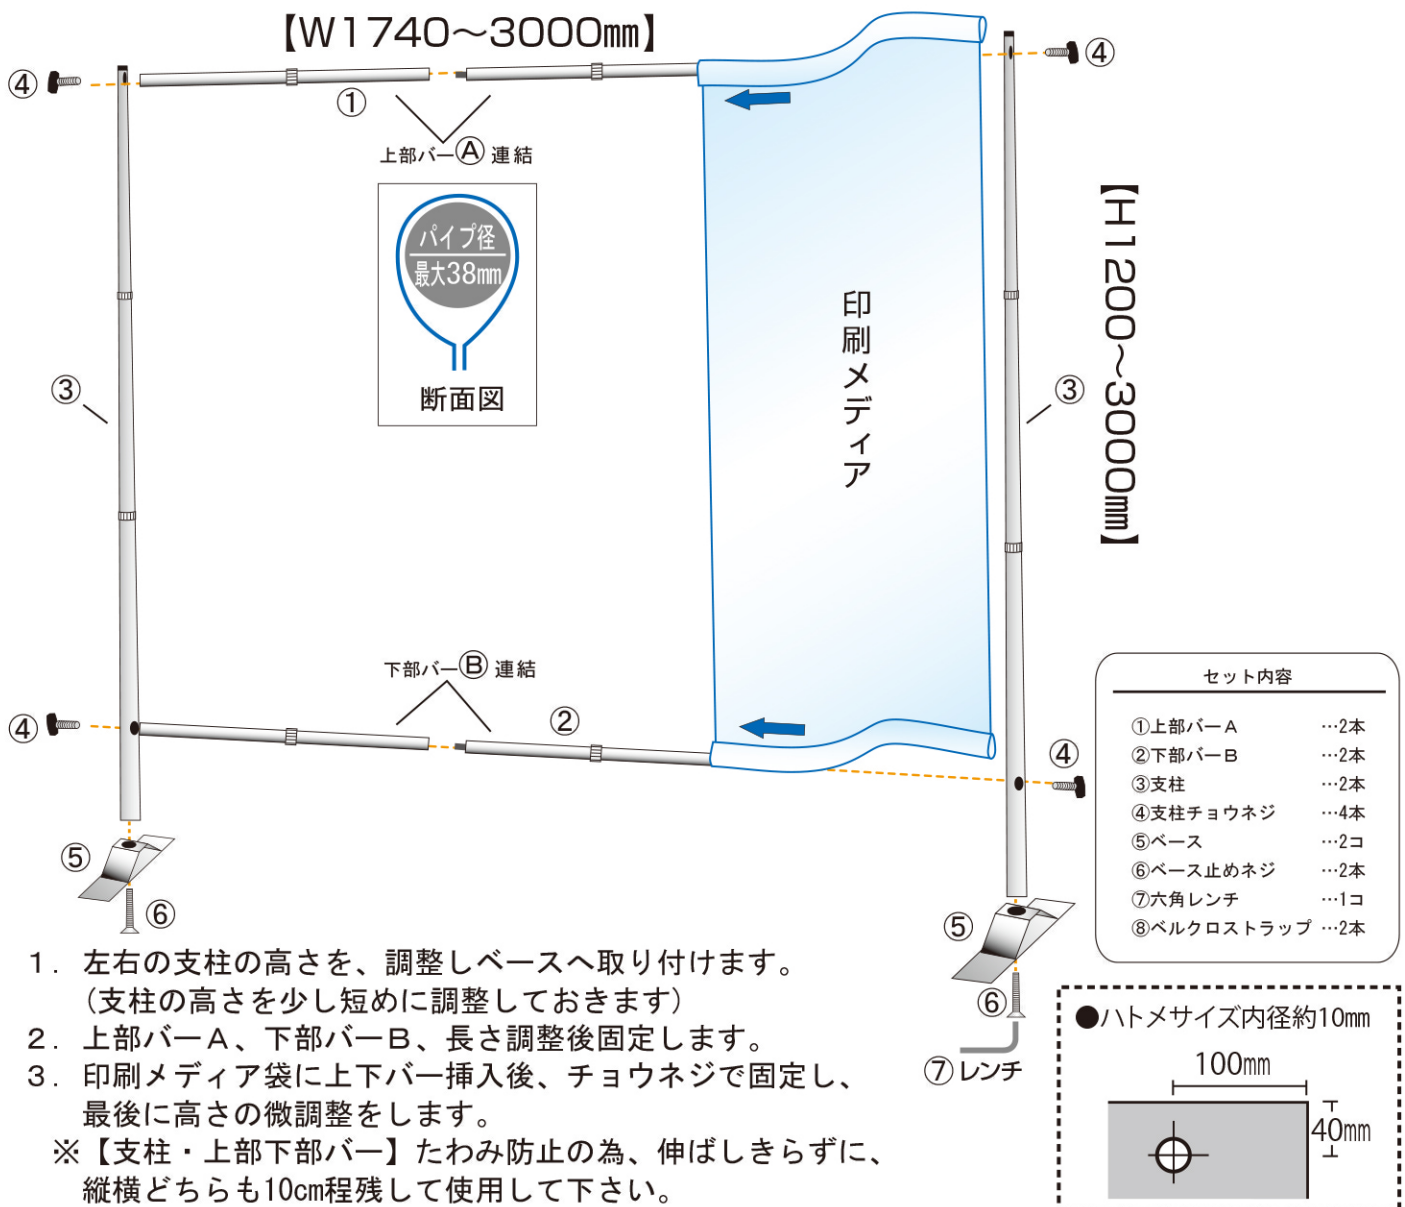 【W1740～3000㎜】
④
④
①
上部バーⒶ 連結
パイプ径
最大38㎜
断面図
印刷メディア
【H1200～3000㎜】
③
③
下部バーⒷ 連結
④
②
④
⑤
⑥
⑤
⑥
⑦レンチ
セット内容
①上部バーA …2本
②下部バーB …2本
③支柱 …2本
④支柱チョウネジ …4本
⑤ベース …2コ
⑥ベース止めネジ …2本
⑦六角レンチ …1コ
⑧ベルクロストラップ …2本
1. 左右の支柱の高さを、調整しベースへ取り付けます。
(支柱の高さを少し短めに調整しておきます)
2. 上部バーA、下部バーB、長さ調整後固定します。
3. 印刷メディア袋に上下バー挿入後、チョウネジで固定し、
最後に高さの微調整をします。
※【支柱・上部下部バー】たわみ防止の為、伸ばしきらずに、
縦横どちらも10㎝程残して使用して下さい。
●ハトメサイズ内径約10㎜
100㎜
40㎜